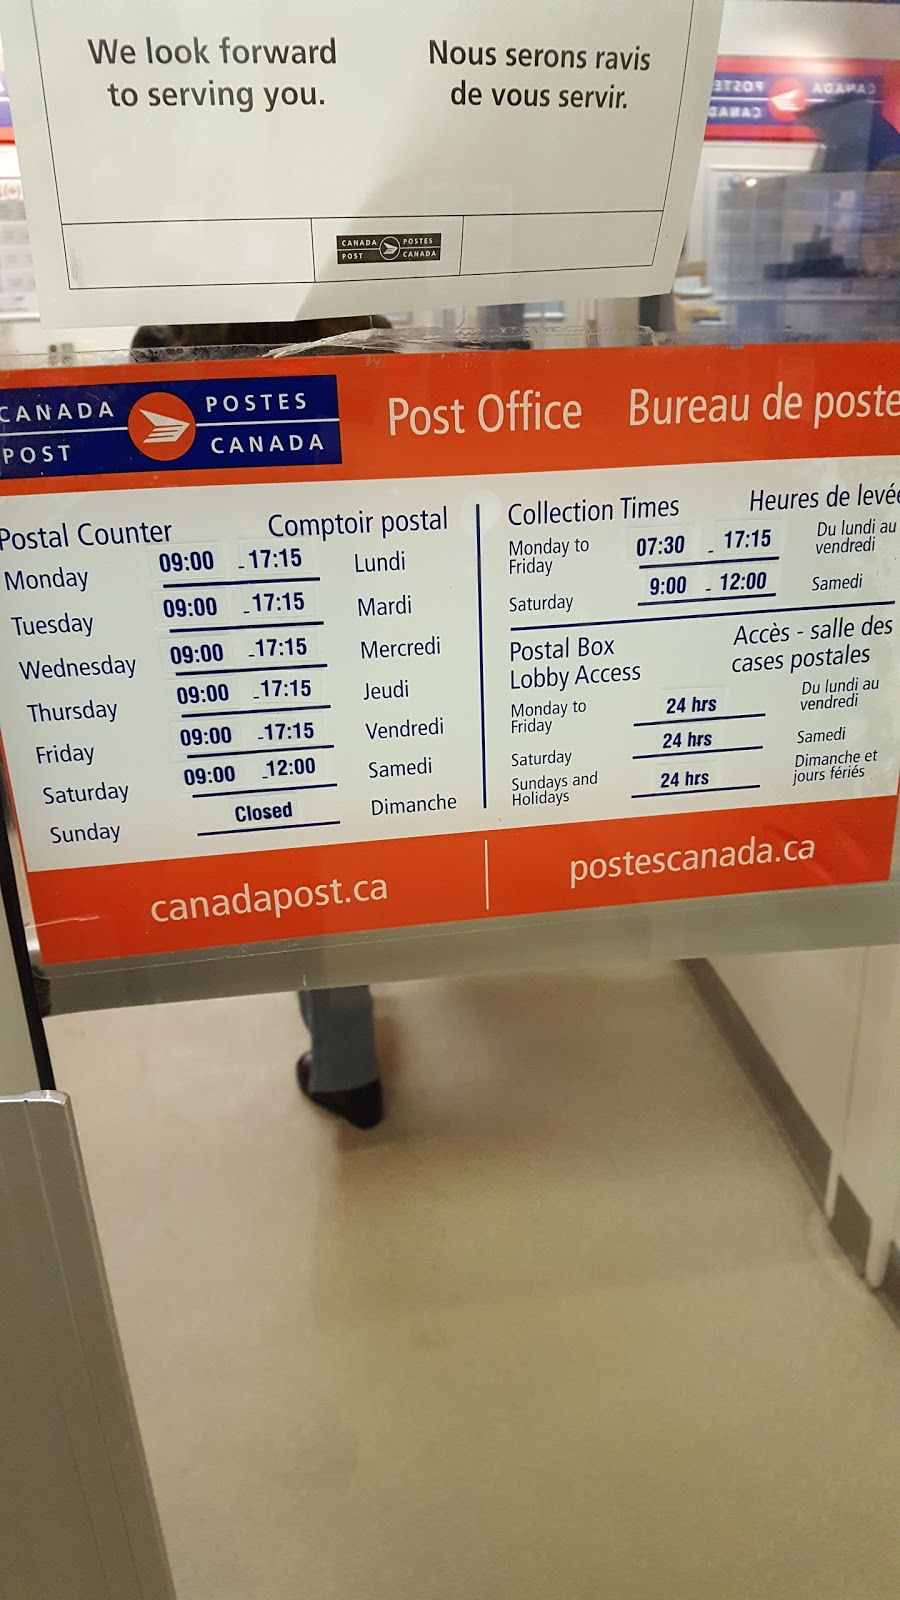 We look forward
to serving you.
Nous serons ravis
de vous servir.
CANADA POSTES
POST CANADA
CANADA POSTES
POST CANADA
Post Office Bureau de poste
Postal Counter Comptoir postal
Monday 09:00 - 17:15 Lundi
Tuesday 09:00 - 17:15 Mardi
Wednesday 09:00 - 17:15 Mercredi
Thursday 09:00 - 17:15 Jeudi
Friday 09:00 - 17:15 Vendredi
Saturday 09:00 - 12:00 Samedi
Sunday Closed Dimanche
Collection Times Heures de levée
Monday to
Friday
07:30 - 17:15
Du lundi au
vendredi
Saturday 9:00 - 12:00 Samedi
Postal Box
Lobby Access
Accès - salle des
cases postales
Monday to
Friday
24 hrs
Du lundi au
vendredi
Saturday 24 hrs Samedi
Sundays and
Holidays
24 hrs
Dimanche et
jours fériés
canadapost.ca postescanada.ca
CANADA POSTES
CANADA